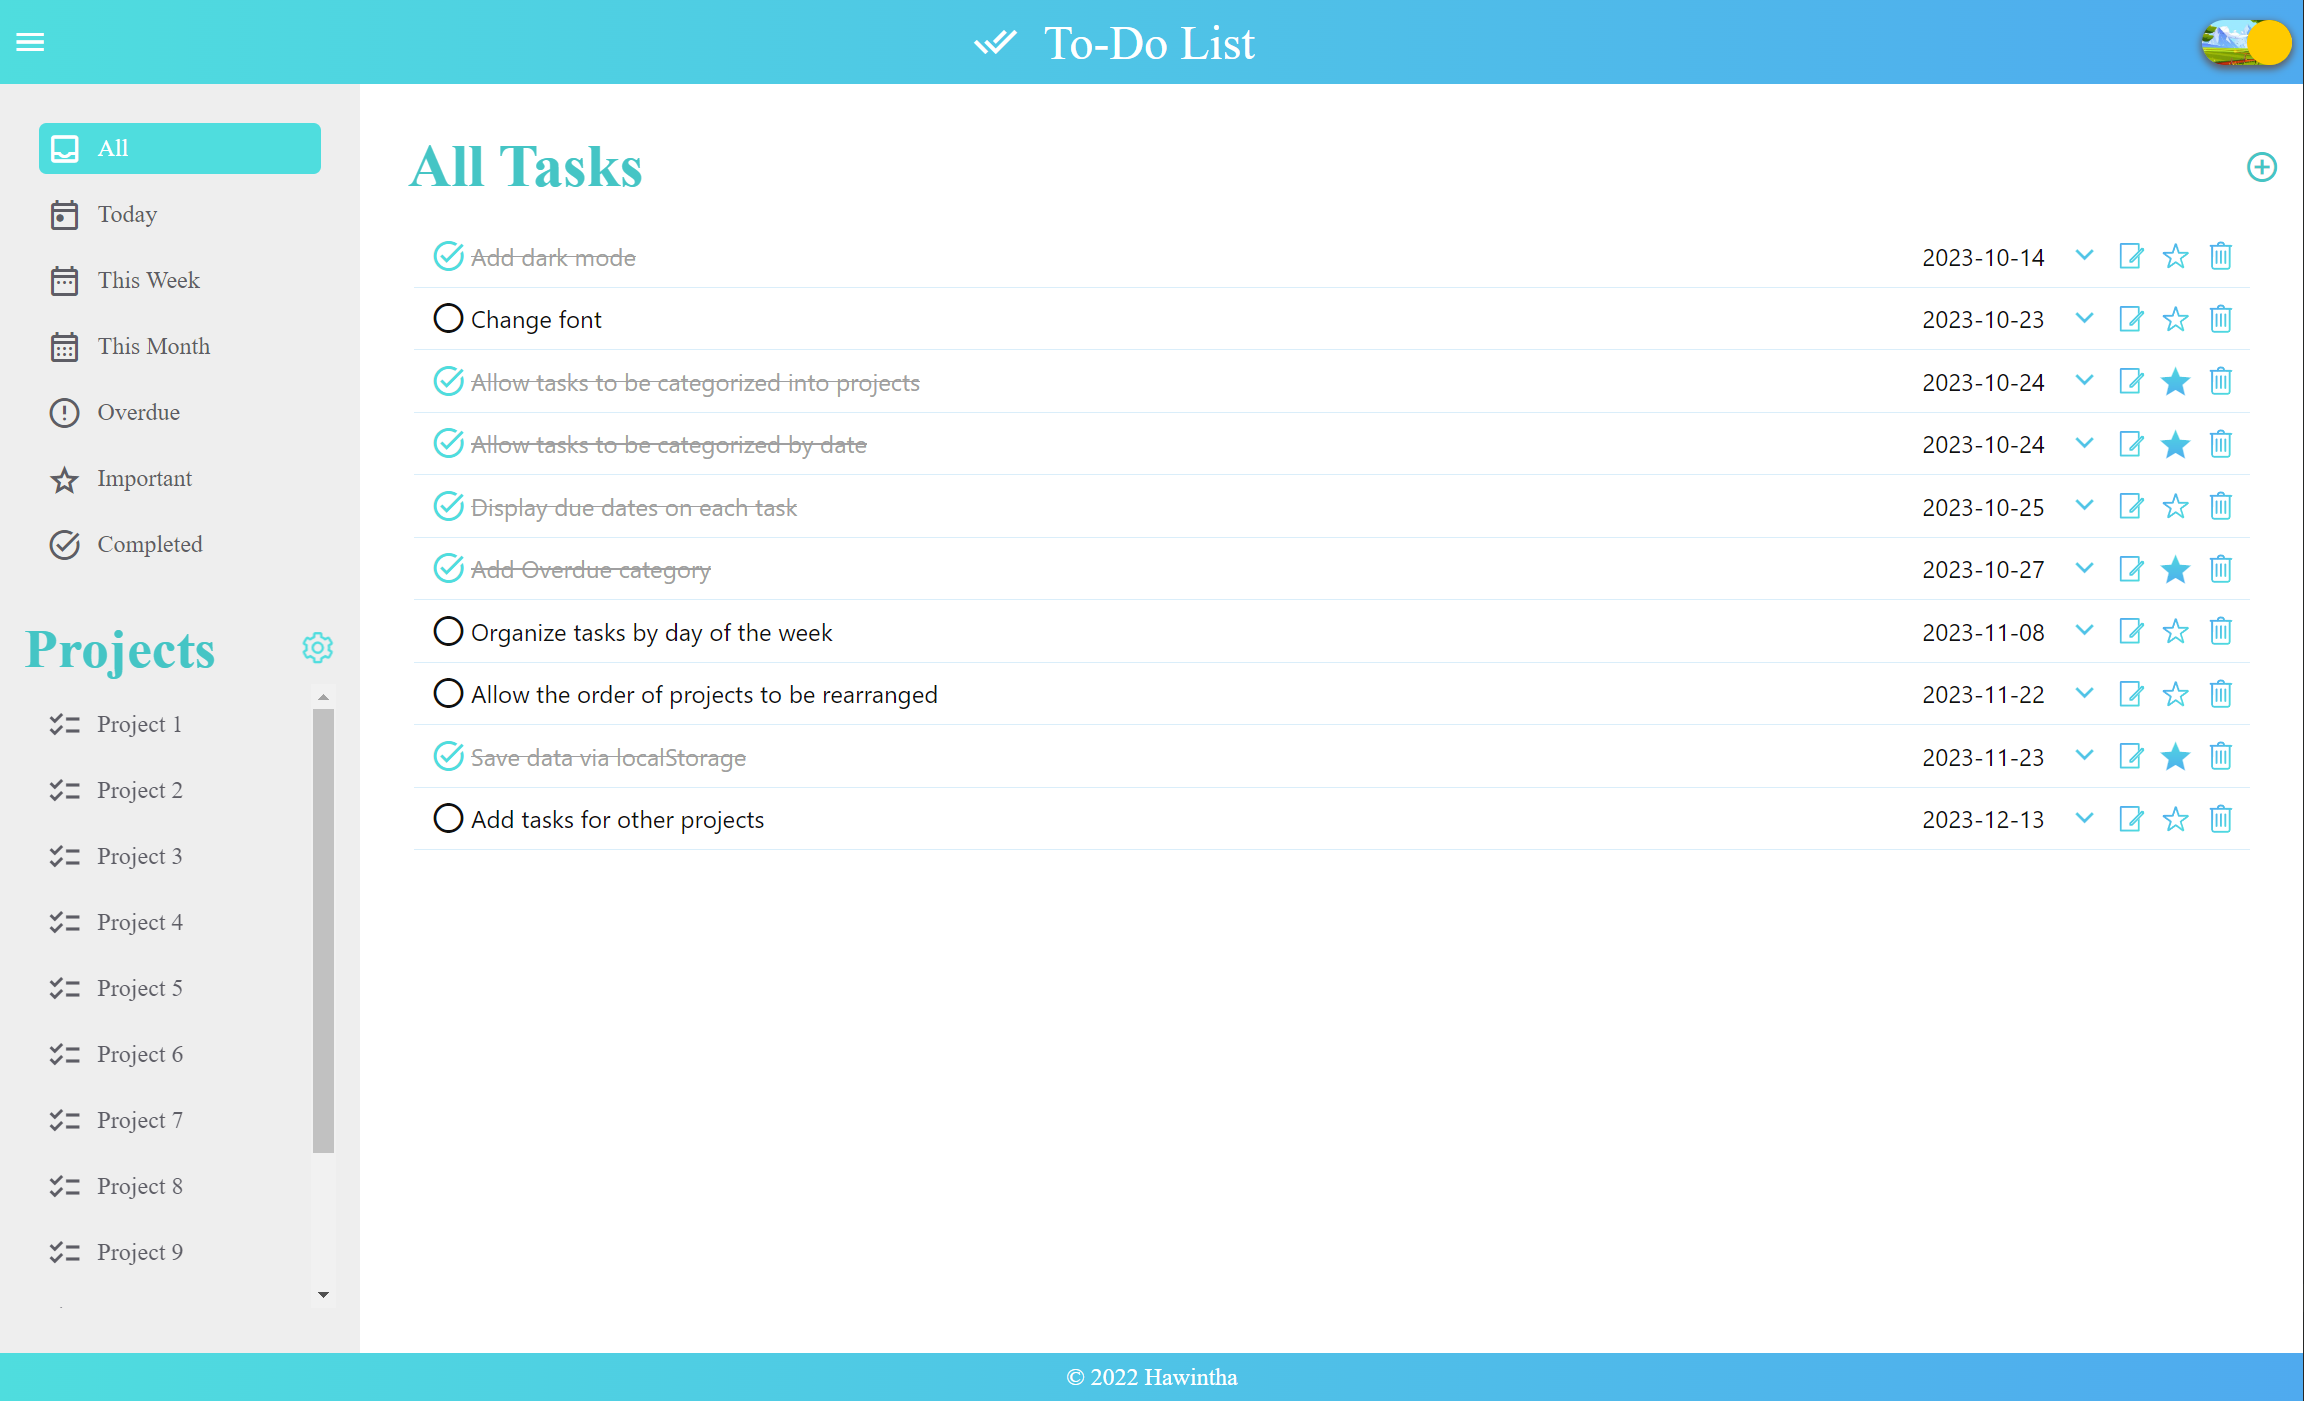 To-Do List
All
Today
This Week
This Month
Overdue
Important
Completed
Projects
Project 1
Project 2
Project 3
Project 4
Project 5
Project 6
Project 7
Project 8
Project 9
All Tasks
Add dark mode 2023-10-14
Change font 2023-10-23
Allow tasks to be categorized into projects 2023-10-24
Allow tasks to be categorized by date 2023-10-24
Display due dates on each task 2023-10-25
Add Overdue category 2023-10-27
Organize tasks by day of the week 2023-11-08
Allow the order of projects to be rearranged 2023-11-22
Save data via localStorage 2023-11-23
Add tasks for other projects 2023-12-13
© 2022 Hawintha